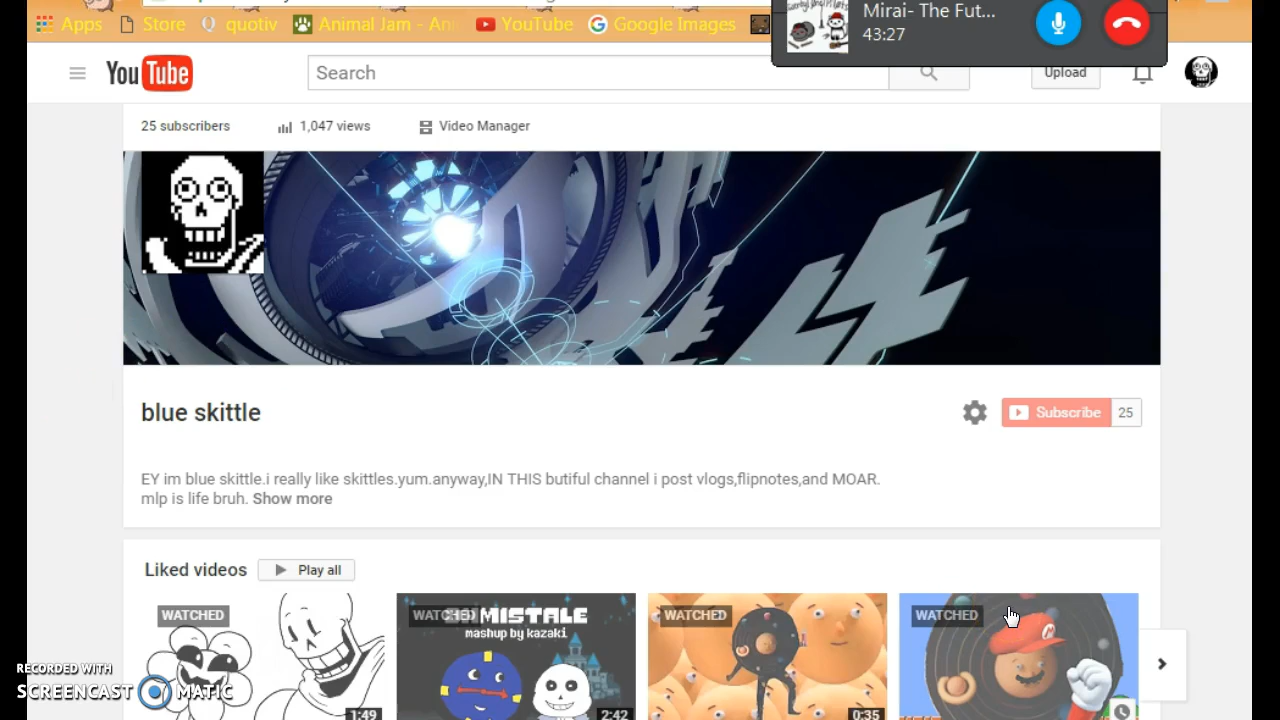 Mirai- The Fut...
43:27
Apps Store quotiv Animal Jam - An YouTube Google Images
YouTube
Search
Upload
25 subscribers 1,047 views Video Manager
blue skittle
Subscribe 25
EY im blue skittle.i really like skittles.yum.anyway,IN THIS butiful channel i post vlogs,flipnotes,and MOAR.
mlp is life bruh. Show more
Liked videos Play all
WATCHED WATCHED WATCHED WATCHED
MISTALE
mashup by kazaki
M
RECORDED WITH
SCREENCAST MATIC
1:49 2:42 0:35